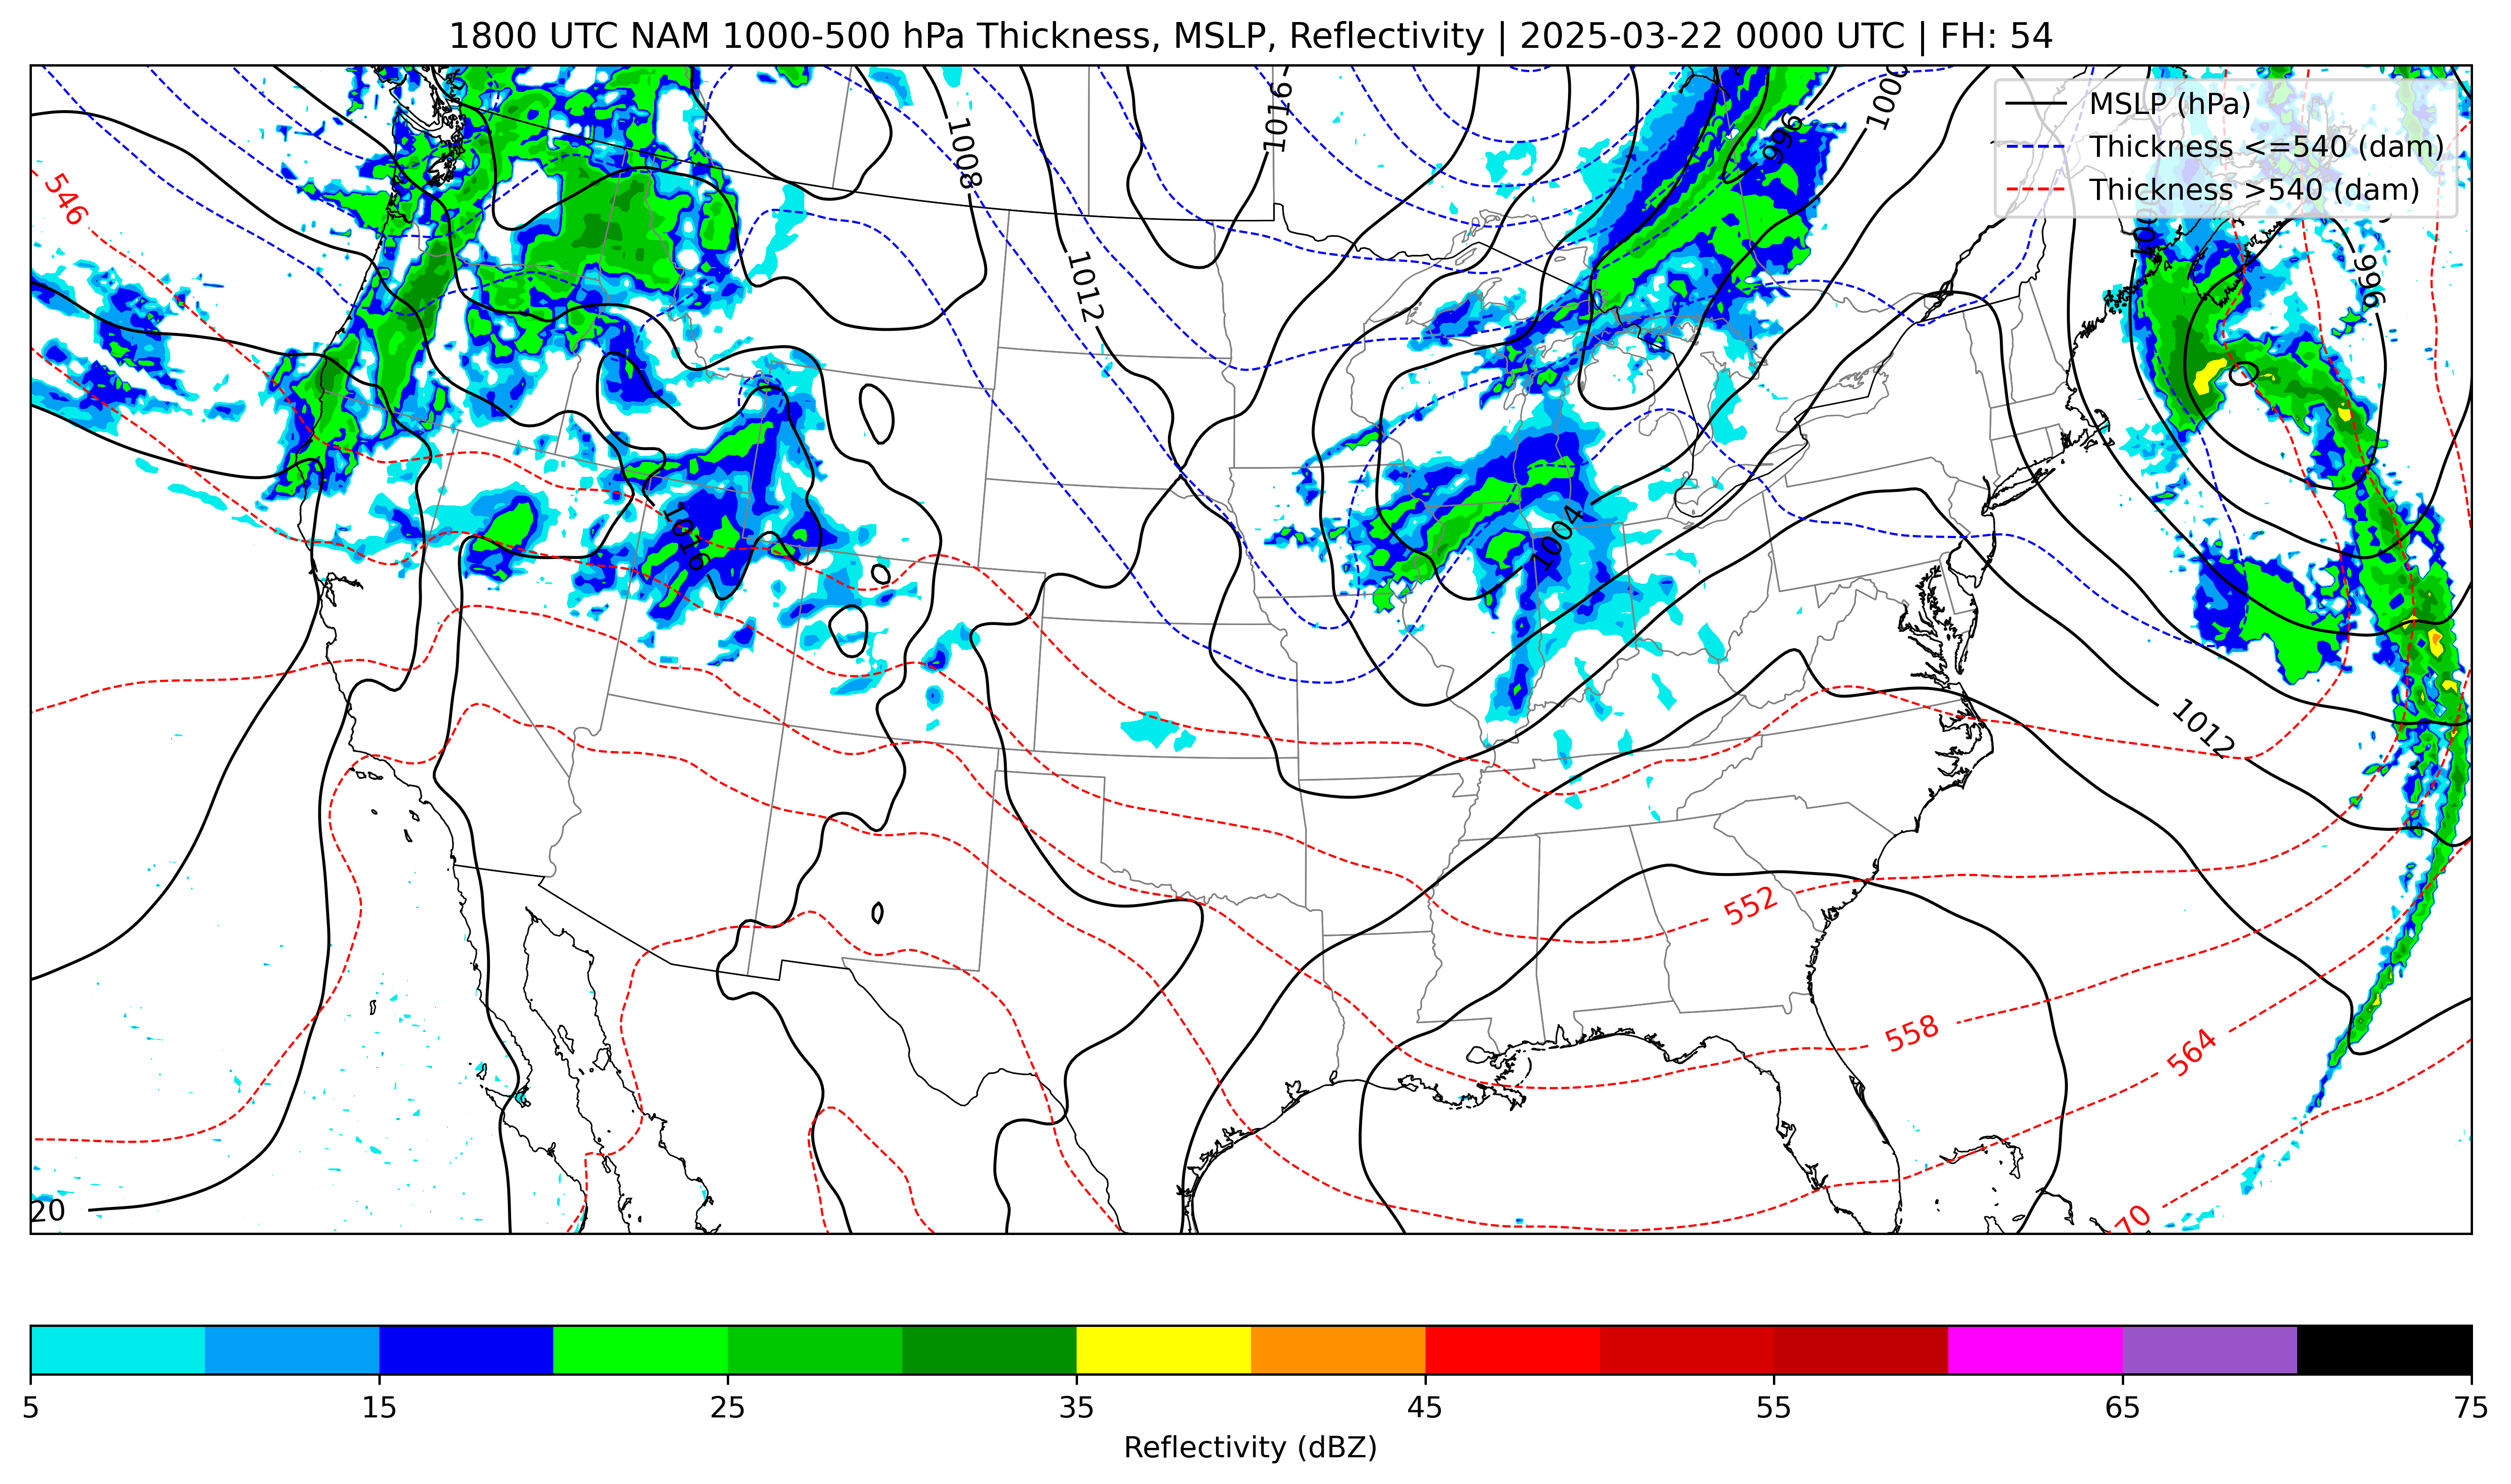 1800 UTC NAM 1000-500 hPa Thickness, MSLP, Reflectivity | 2025-03-22 0000 UTC | FH: 54
MSLP (hPa)
Thickness <=540 (dam)
Thickness >540 (dam)
1016
1000
996
1008
546
1012
996
1004
1016
1012
552
558
564
20
70
5 15 25 35 45 55 65 75
Reflectivity (dBZ)